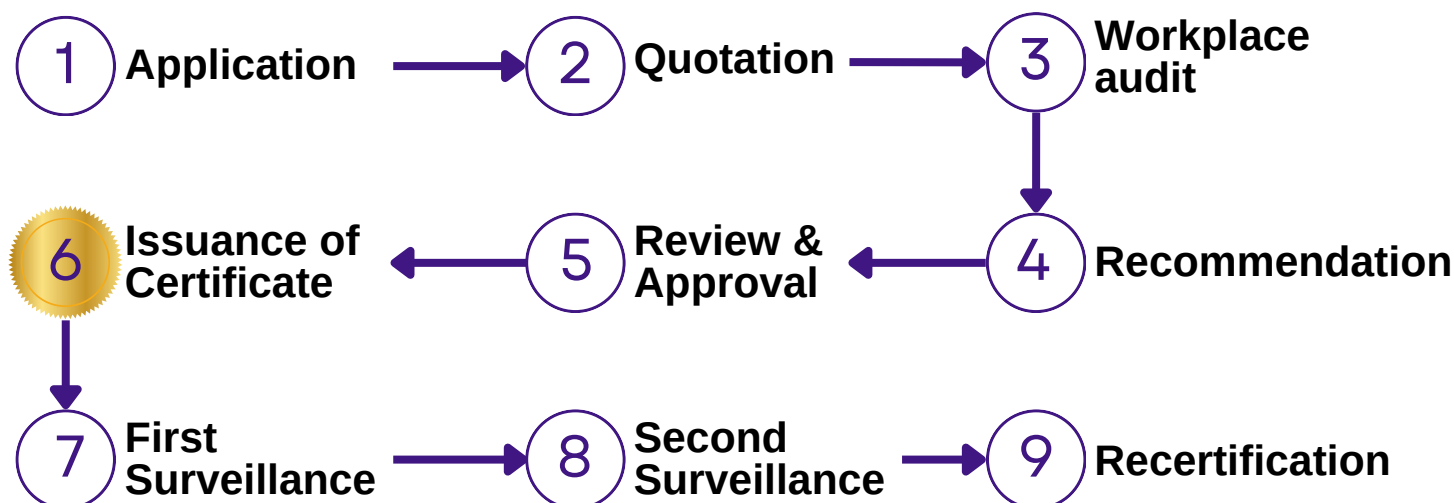 1 Application
2 Quotation
3 Workplace
audit
4 Recommendation
5 Review &
Approval
6 Issuance of
Certificate
7 First
Surveillance
8 Second
Surveillance
9 Recertification